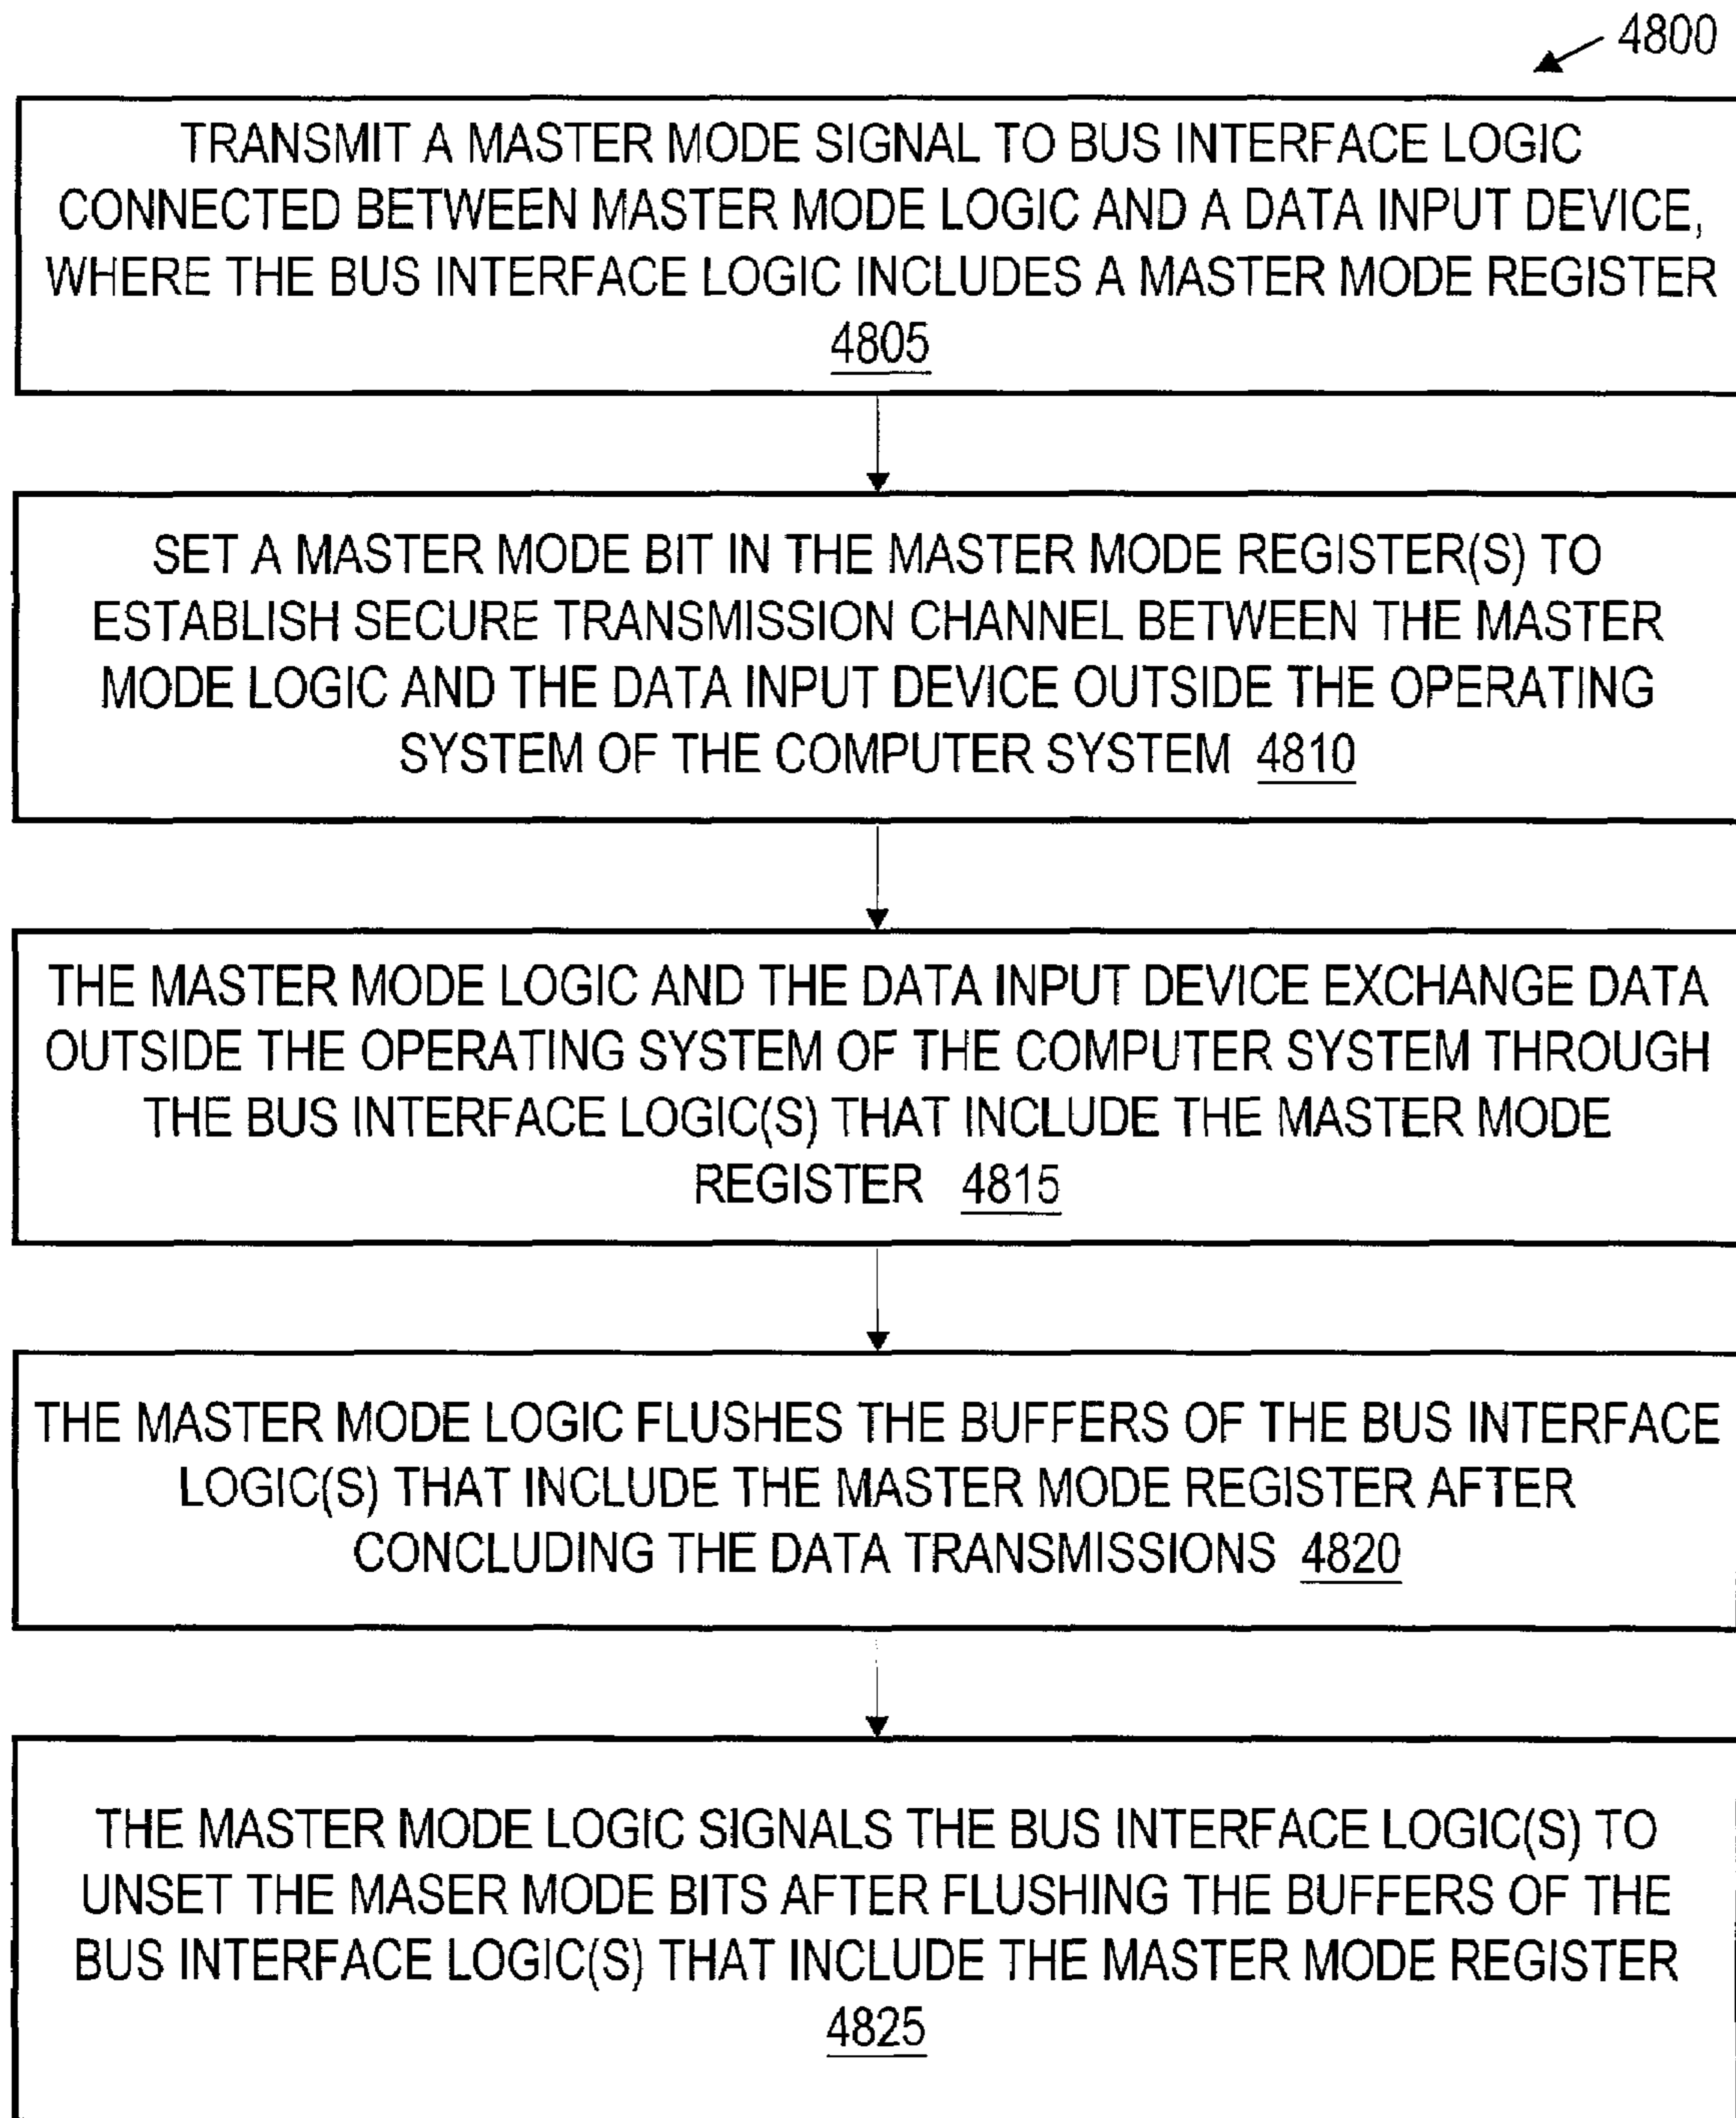 4800
TRANSMIT A MASTER MODE SIGNAL TO BUS INTERFACE LOGIC
CONNECTED BETWEEN MASTER MODE LOGIC AND A DATA INPUT DEVICE,
WHERE THE BUS INTERFACE LOGIC INCLUDES A MASTER MODE REGISTER
4805
SET A MASTER MODE BIT IN THE MASTER MODE REGISTER(S) TO
ESTABLISH SECURE TRANSMISSION CHANNEL BETWEEN THE MASTER
MODE LOGIC AND THE DATA INPUT DEVICE OUTSIDE THE OPERATING
SYSTEM OF THE COMPUTER SYSTEM 4810
THE MASTER MODE LOGIC AND THE DATA INPUT DEVICE EXCHANGE DATA
OUTSIDE THE OPERATING SYSTEM OF THE COMPUTER SYSTEM THROUGH
THE BUS INTERFACE LOGIC(S) THAT INCLUDE THE MASTER MODE
REGISTER 4815
THE MASTER MODE LOGIC FLUSHES THE BUFFERS OF THE BUS INTERFACE
LOGIC(S) THAT INCLUDE THE MASTER MODE REGISTER AFTER
CONCLUDING THE DATA TRANSMISSIONS 4820
THE MASTER MODE LOGIC SIGNALS THE BUS INTERFACE LOGIC(S) TO
UNSET THE MASER MODE BITS AFTER FLUSHING THE BUFFERS OF THE
BUS INTERFACE LOGIC(S) THAT INCLUDE THE MASTER MODE REGISTER
4825